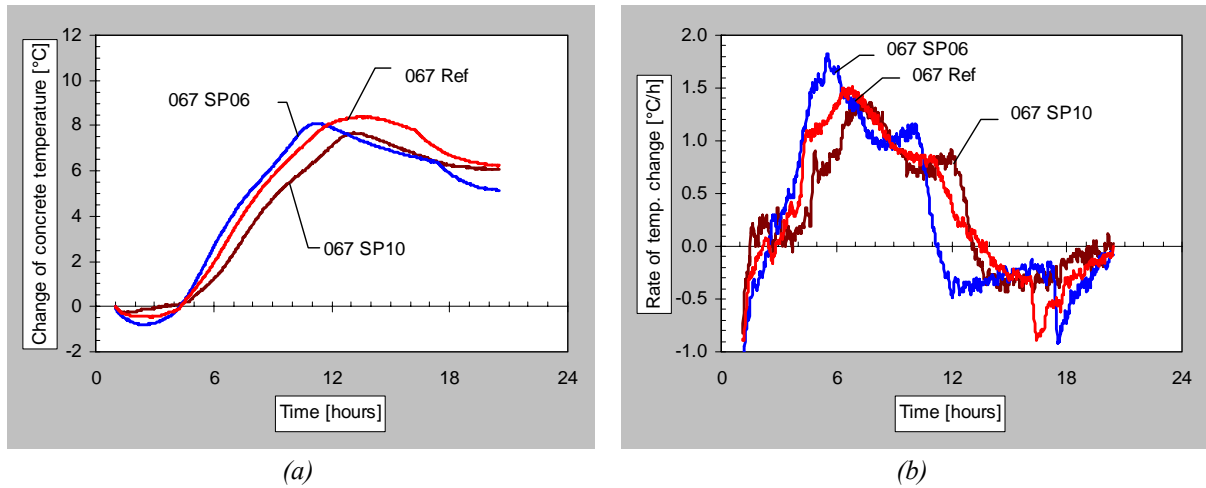 Change of concrete temperature [°C]
12
10
8
6
4
2
0
-2
067 SP06
067 Ref
067 SP10
0
6
12
18
24
Time [hours]
(a)
Rate of temp. change [°C/h]
2.0
1.5
1.0
0.5
0.0
-0.5
-1.0
067 SP06
067 Ref
067 SP10
0
6
12
18
24
Time [hours]
(b)